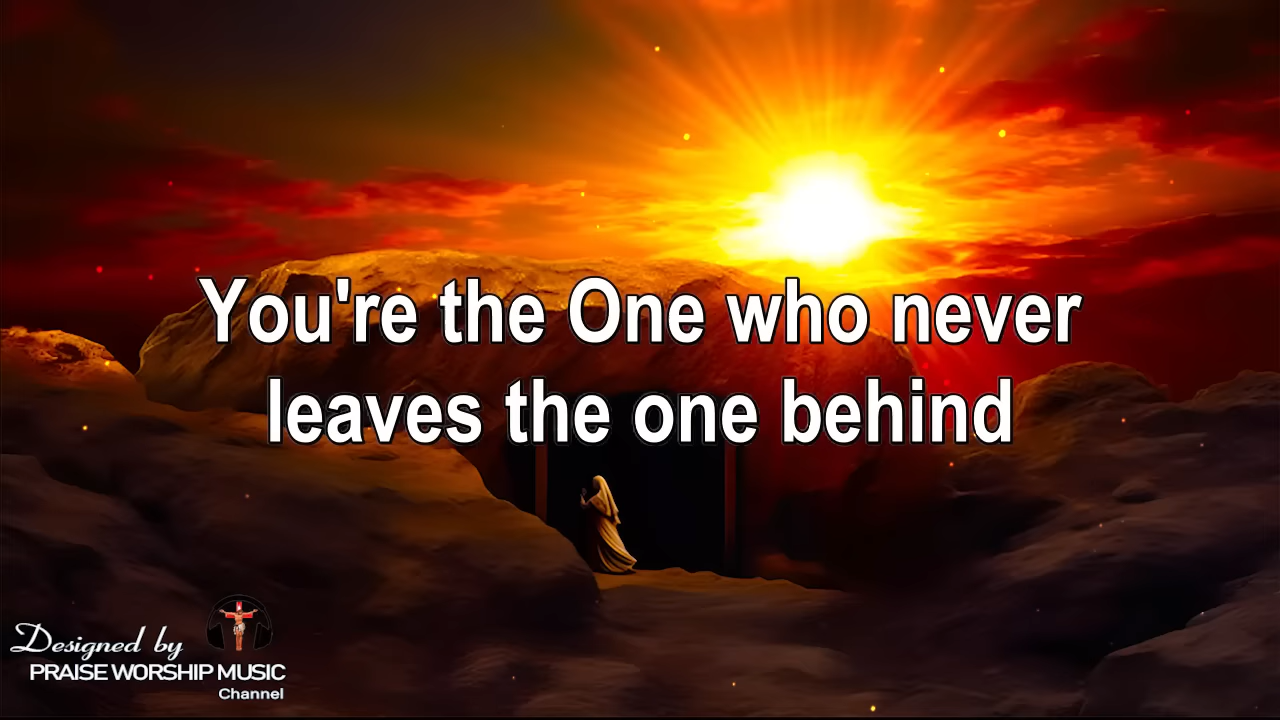 You're the One who never
leaves the one behind
Designed by
PRAISE WORSHIP MUSIC
Channel